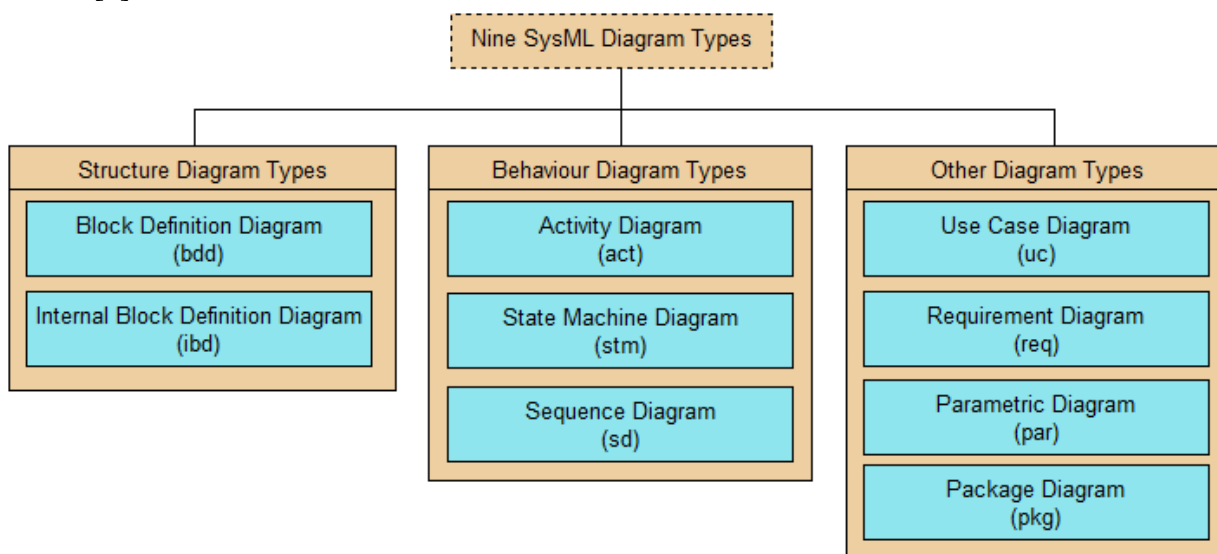 Nine SysML Diagram Types
Structure Diagram Types
Block Definition Diagram
(bdd)
Internal Block Definition Diagram
(ibd)
Behaviour Diagram Types
Activity Diagram
(act)
State Machine Diagram
(stm)
Sequence Diagram
(sd)
Other Diagram Types
Use Case Diagram
(uc)
Requirement Diagram
(req)
Parametric Diagram
(par)
Package Diagram
(pkg)